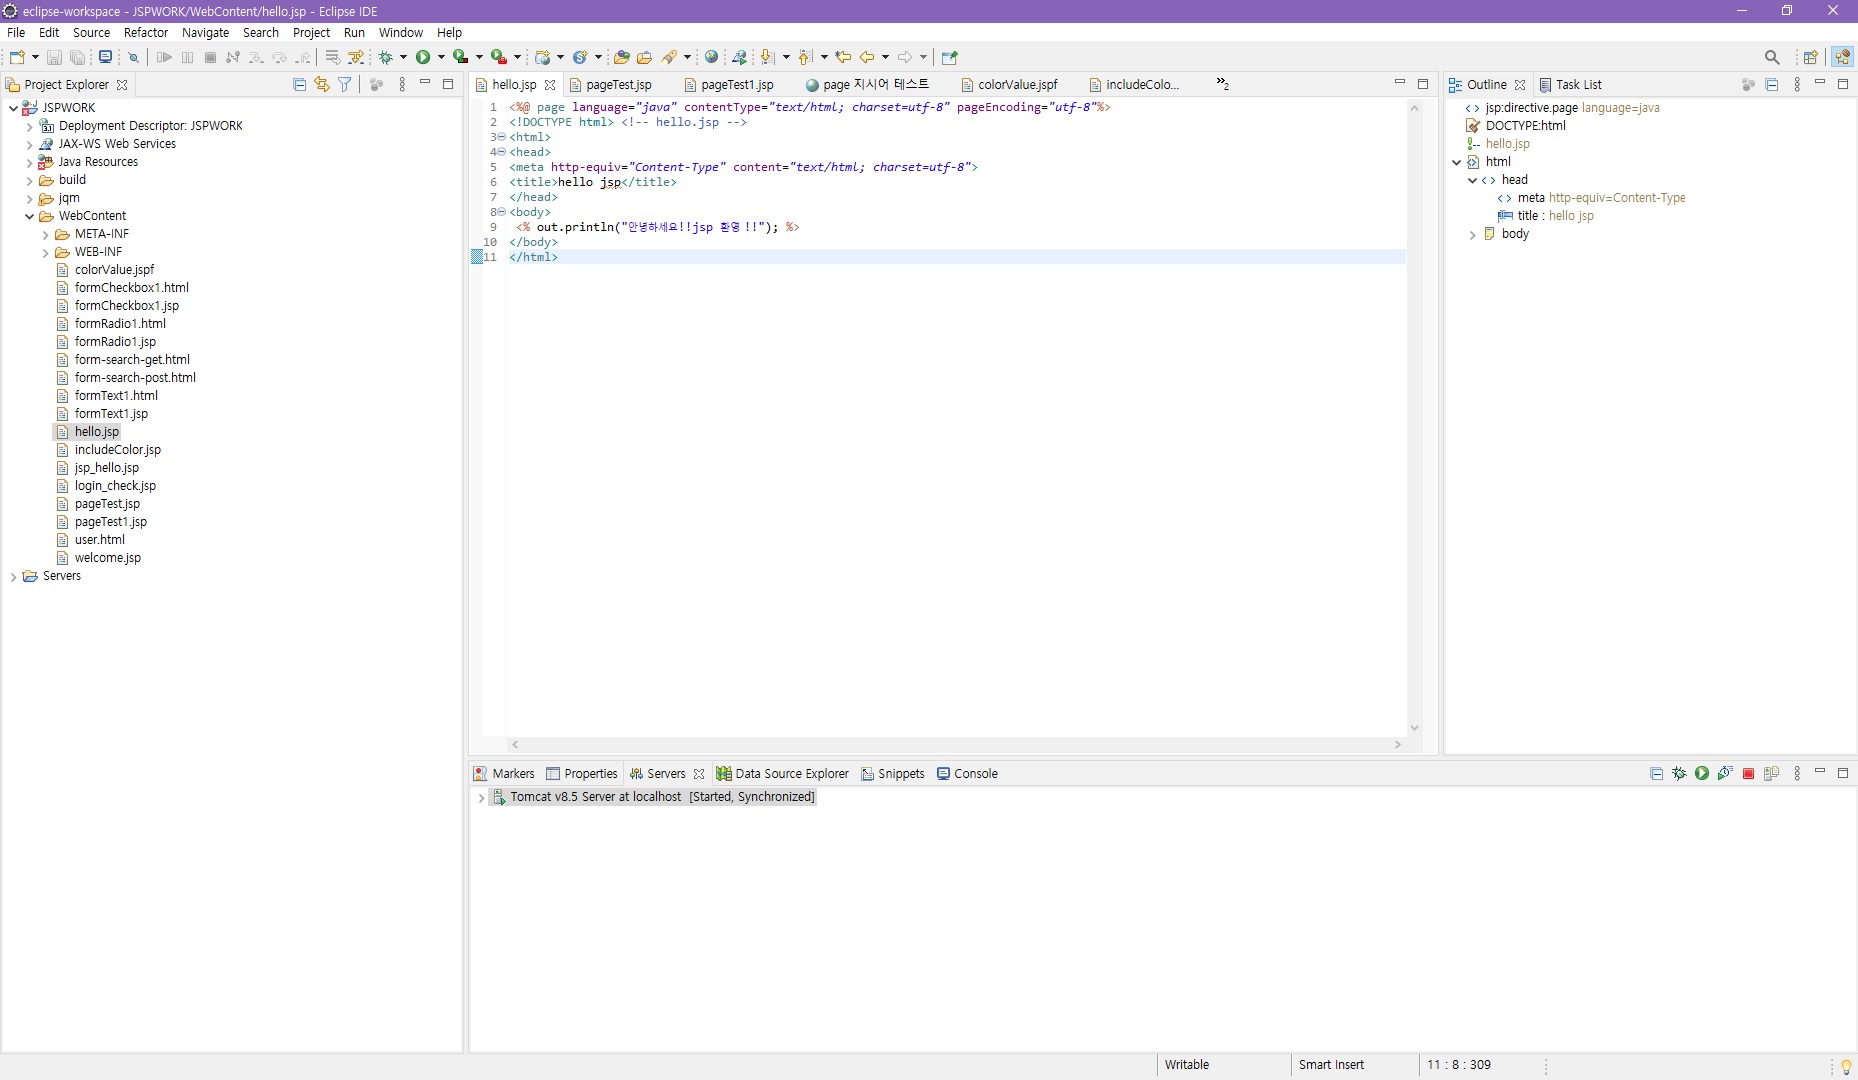 eclipse-workspace - JSPWORK/WebContent/hello.jsp - Eclipse IDE
File Edit Source Refactor Navigate Search Project Run Window Help
Project Explorer
JSPWORK
Deployment Descriptor: JSPWORK
JAX-WS Web Services
Java Resources
build
jqm
WebContent
META-INF
WEB-INF
colorValue.jspf
formCheckbox1.html
formCheckbox1.jsp
formRadio1.html
formRadio1.jsp
form-search-get.html
form-search-post.html
formText1.html
formText1.jsp
hello.jsp
includeColor.jsp
jsp_hello.jsp
login_check.jsp
pageTest.jsp
pageTest1.jsp
user.html
welcome.jsp
Servers
hello.jsp pageTest.jsp pageTest1.jsp page 지시어 테스트 colorValue.jspf includeColo... »2
1 <%@ page language="java" contentType="text/html; charset=utf-8" pageEncoding="utf-8"%>
2 <!DOCTYPE html> <!-- hello.jsp -->
3 <html>
4 <head>
5 <meta http-equiv="Content-Type" content="text/html; charset=utf-8">
6 <title>hello jsp</title>
7 </head>
8 <body>
9 <% out.println("안녕하세요!!jsp 환영 !!"); %>
10 </body>
11 </html>
Outline Task List
jsp:directive.page language=java
DOCTYPE:html
hello.jsp
html
head
meta http-equiv=Content-Type
title : hello jsp
body
Markers Properties Servers Data Source Explorer Snippets Console
Tomcat v8.5 Server at localhost [Started, Synchronized]
Writable Smart Insert 11 : 8 : 309